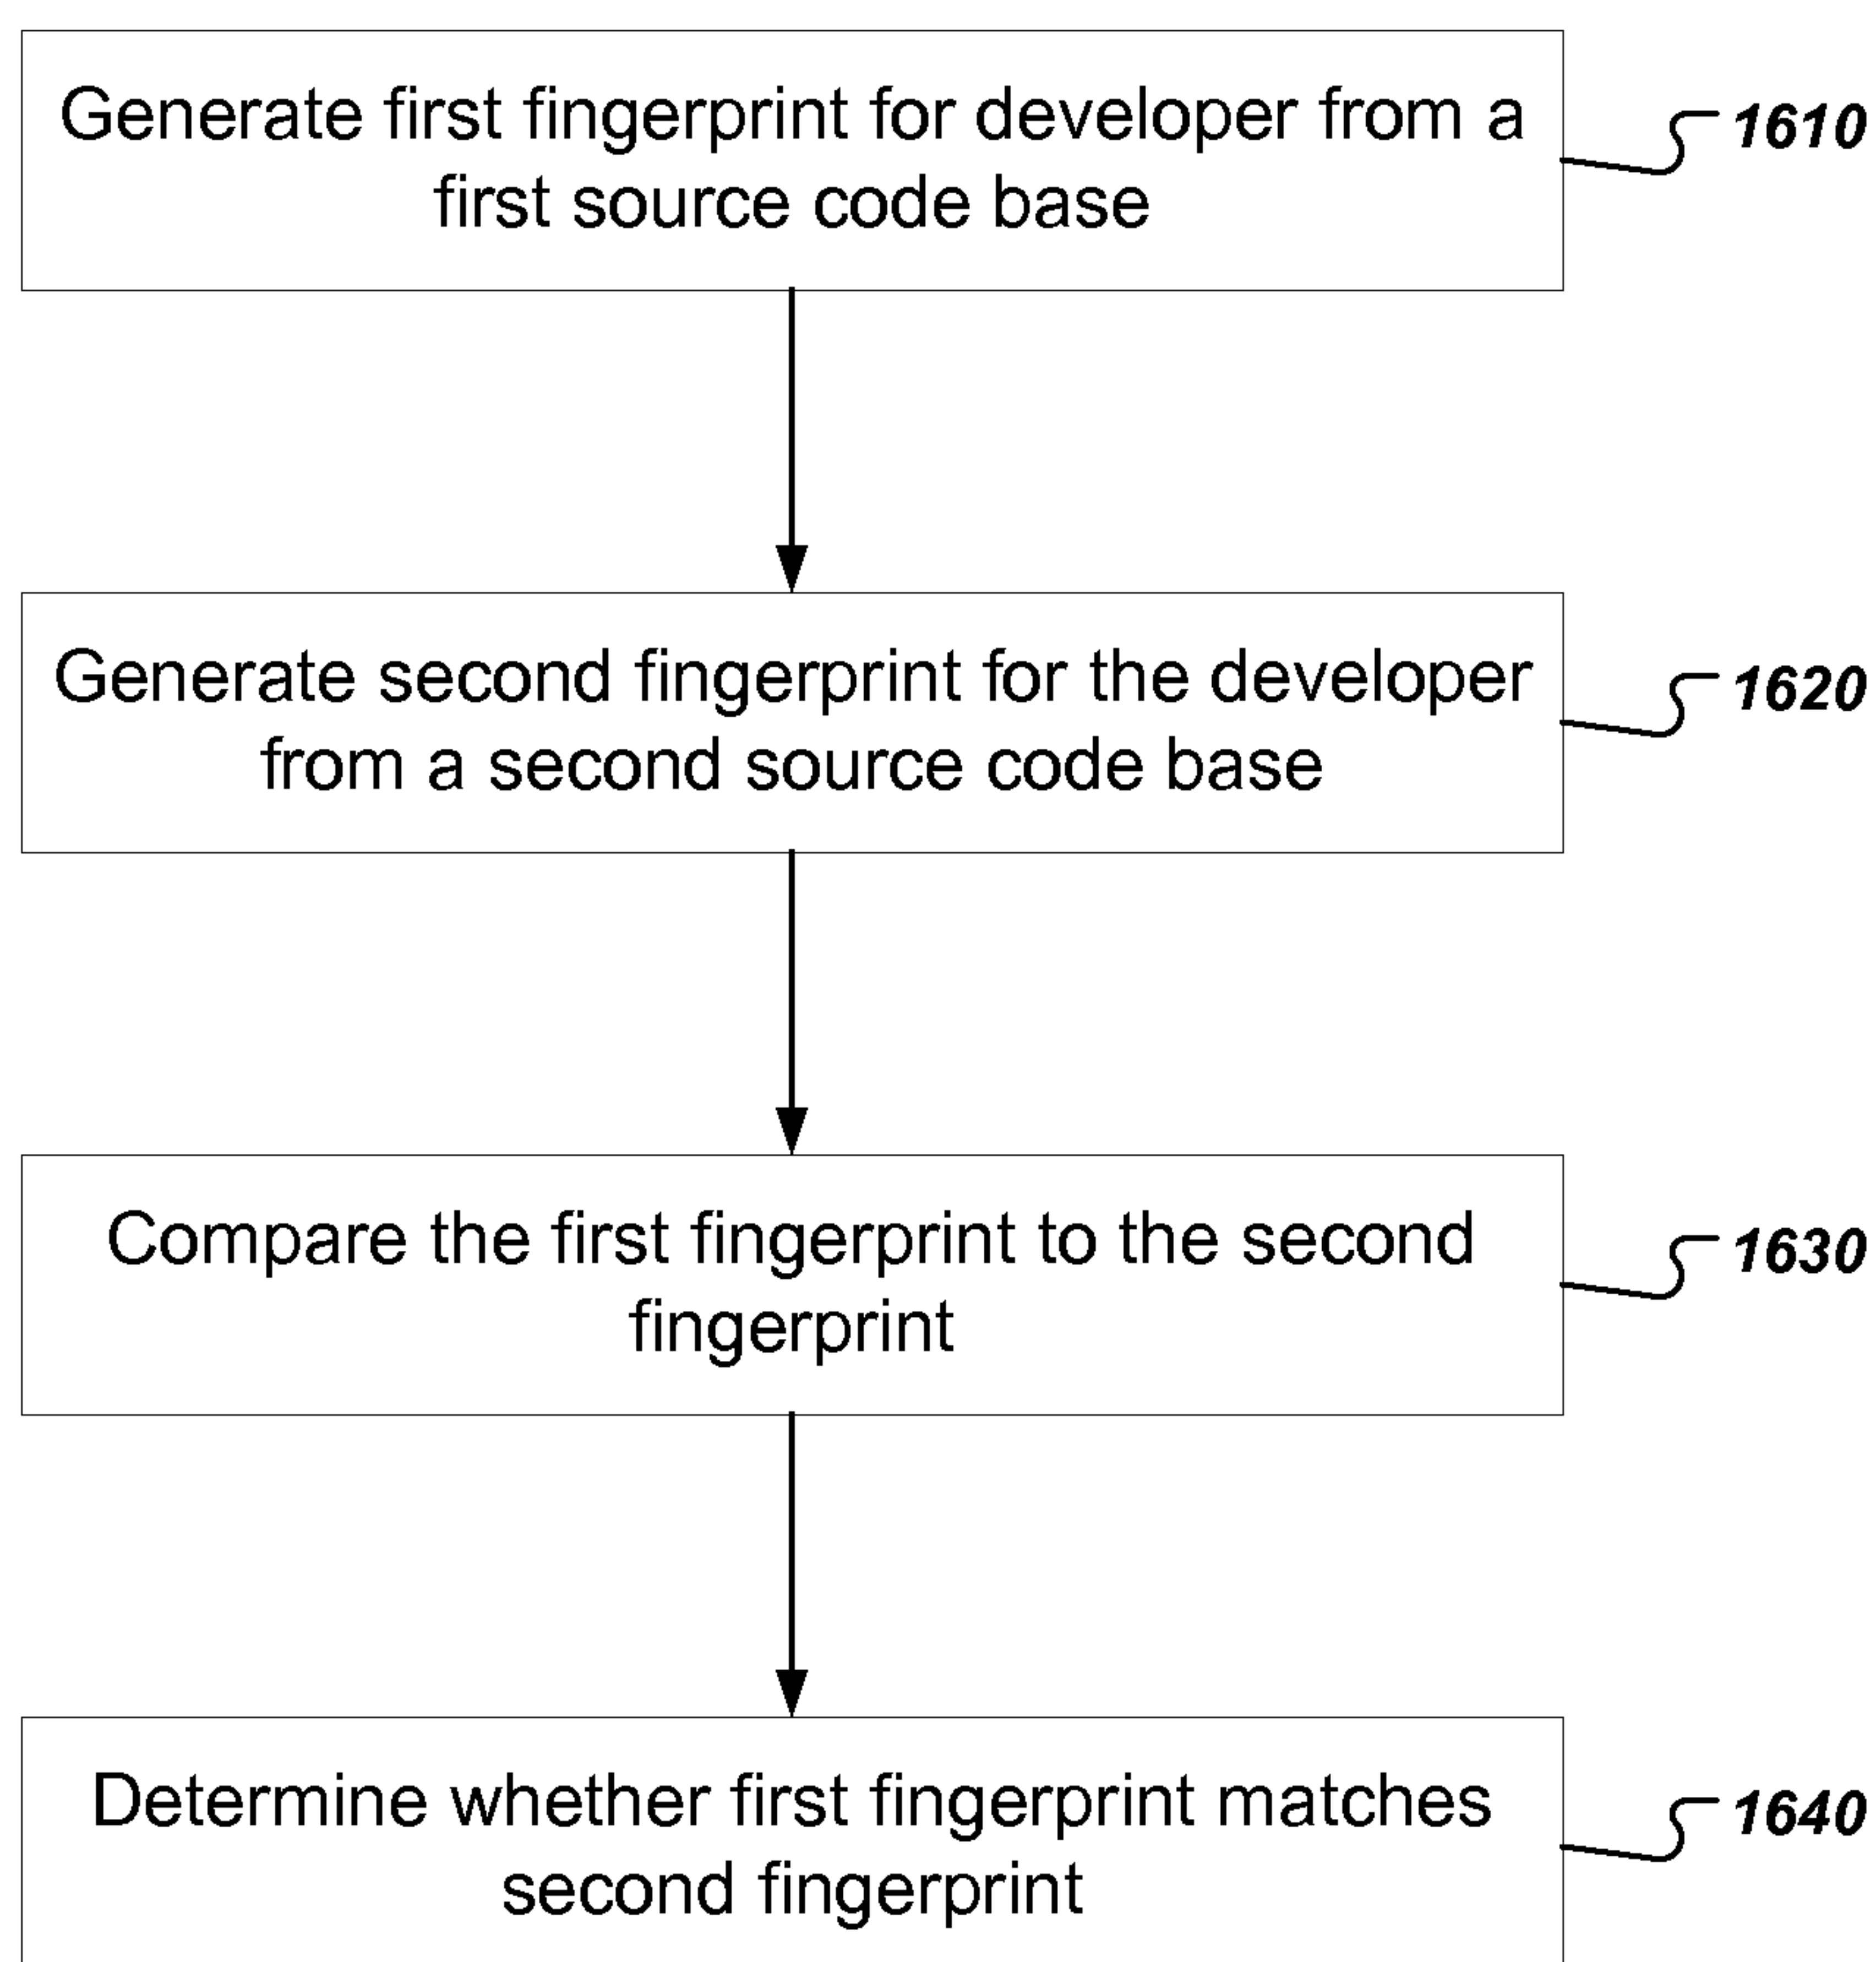 Generate first fingerprint for developer from a
first source code base
1610
Generate second fingerprint for the developer
from a second source code base
1620
Compare the first fingerprint to the second
fingerprint
1630
Determine whether first fingerprint matches
second fingerprint
1640